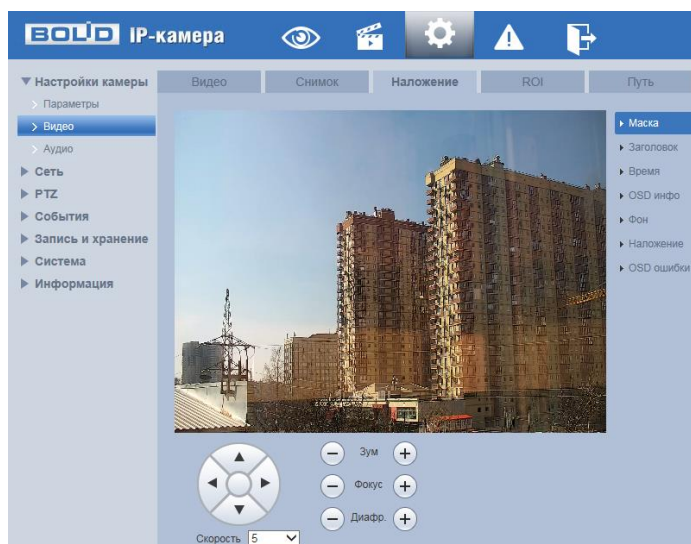 BOLID IP-камера
Настройки камеры
Параметры
Видео
Аудио
Сеть
PTZ
События
Запись и хранение
Система
Информация
Видео
Снимок
Наложение
ROI
Путь
Маска
Заголовок
Время
OSD инфо
Фон
Наложение
OSD ошибки
Зум
Фокус
Диафр.
Скорость 5